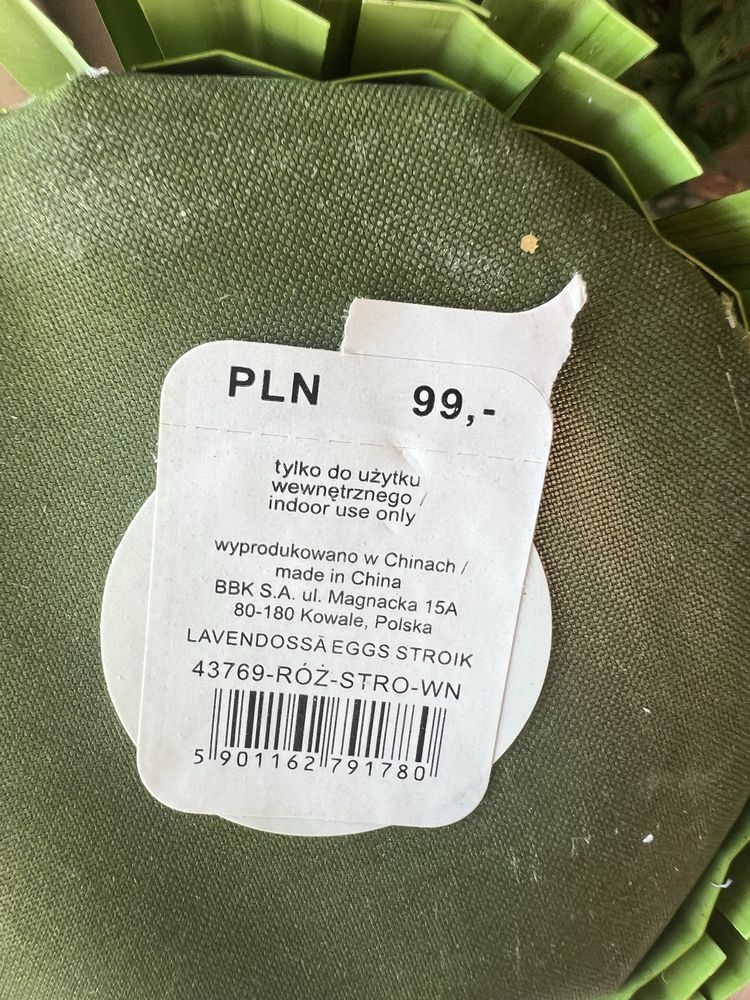 PLN 99,-
tylko do użytku
wewnętrznego /
indoor use only
wyprodukowano w Chinach /
made in China
BBK S.A. ul. Magnacka 15A
80-180 Kowale, Polska
LAVENDOSSA EGGS STROIK
43769-RÓŻ-STRO-WN
5 901162 791780